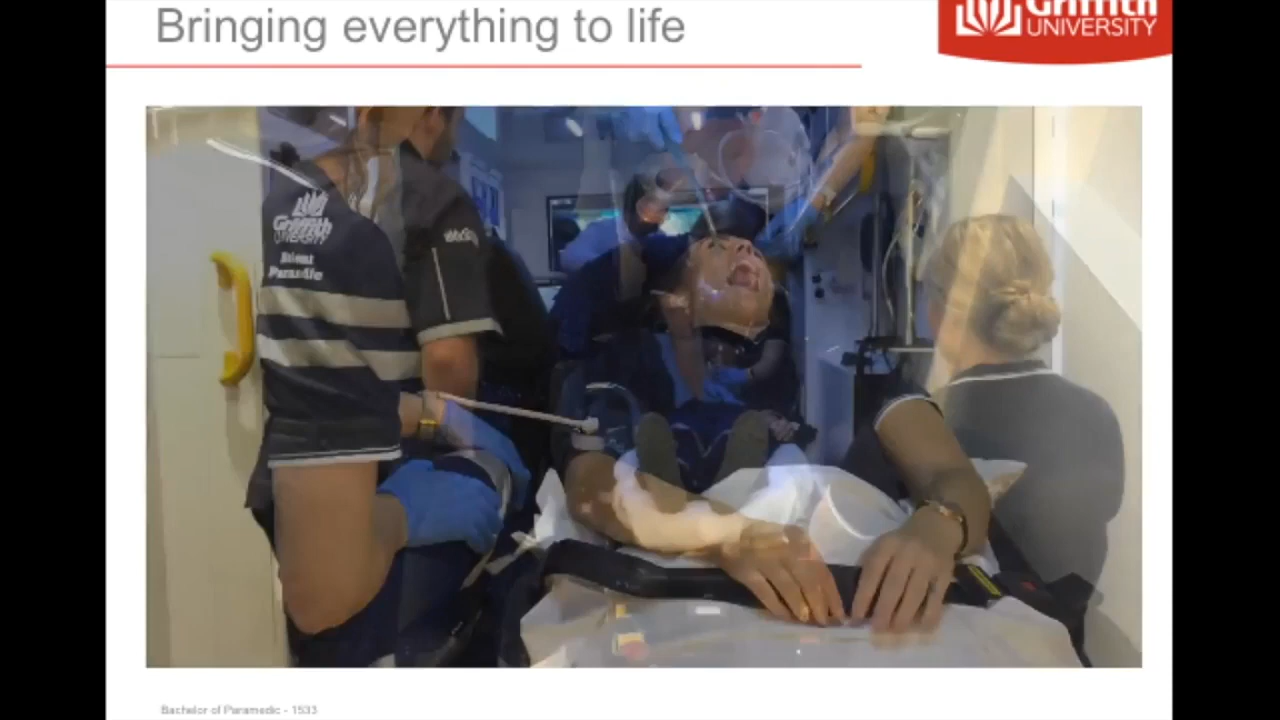 Bringing everything to life
Griffith
UNIVERSITY
Griffith
UNIVERSITY
Student
Paramedic
Bachelor of Paramedic - 1533